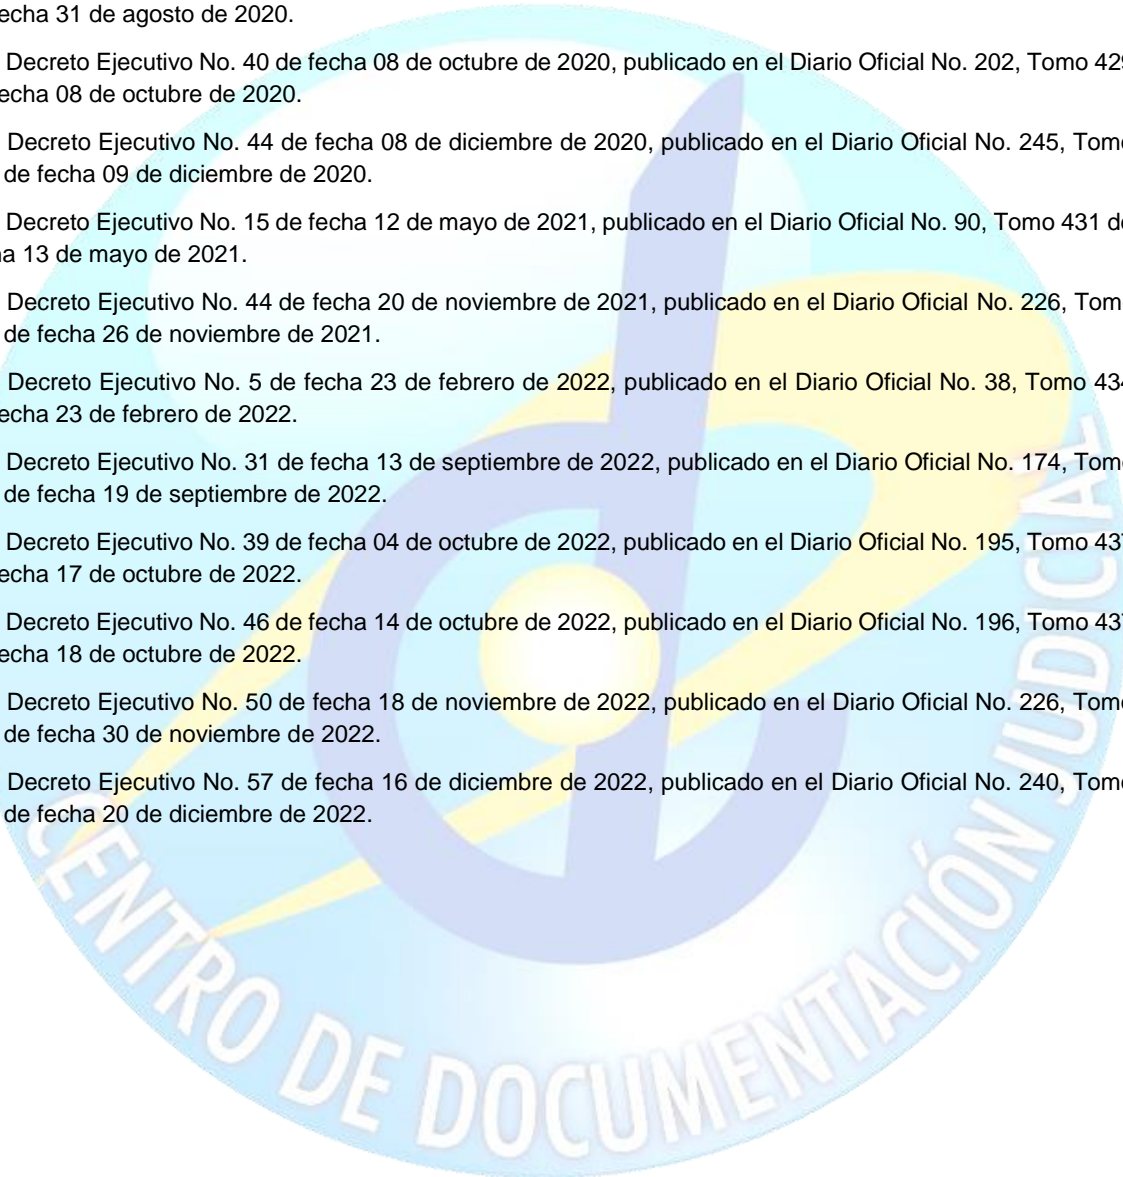 echa 31 de agosto de 2020.
Decreto Ejecutivo No. 40 de fecha 08 de octubre de 2020, publicado en el Diario Oficial No. 202, Tomo 429
echa 08 de octubre de 2020.
Decreto Ejecutivo No. 44 de fecha 08 de diciembre de 2020, publicado en el Diario Oficial No. 245, Tomo
de fecha 09 de diciembre de 2020.
Decreto Ejecutivo No. 15 de fecha 12 de mayo de 2021, publicado en el Diario Oficial No. 90, Tomo 431 de
a 13 de mayo de 2021.
Decreto Ejecutivo No. 44 de fecha 20 de noviembre de 2021, publicado en el Diario Oficial No. 226, Tom
de fecha 26 de noviembre de 2021.
Decreto Ejecutivo No. 5 de fecha 23 de febrero de 2022, publicado en el Diario Oficial No. 38, Tomo 434
echa 23 de febrero de 2022.
Decreto Ejecutivo No. 31 de fecha 13 de septiembre de 2022, publicado en el Diario Oficial No. 174, Tomo
de fecha 19 de septiembre de 2022.
Decreto Ejecutivo No. 39 de fecha 04 de octubre de 2022, publicado en el Diario Oficial No. 195, Tomo 437
echa 17 de octubre de 2022.
Decreto Ejecutivo No. 46 de fecha 14 de octubre de 2022, publicado en el Diario Oficial No. 196, Tomo 437
echa 18 de octubre de 2022.
Decreto Ejecutivo No. 50 de fecha 18 de noviembre de 2022, publicado en el Diario Oficial No. 226, Tomo
de fecha 30 de noviembre de 2022.
Decreto Ejecutivo No. 57 de fecha 16 de diciembre de 2022, publicado en el Diario Oficial No. 240, Tomo
de fecha 20 de diciembre de 2022.
CENTRO DE DOCUMENTACIÓN JUDICIAL